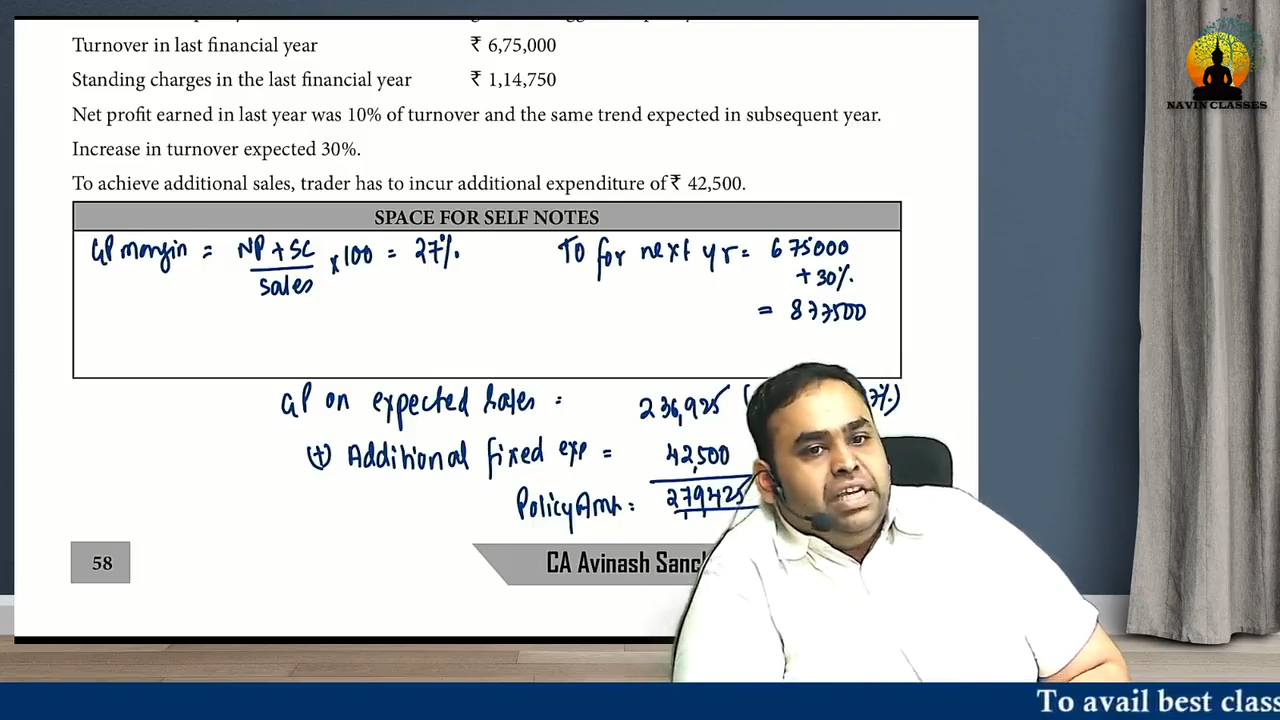 Turnover in last financial year ₹ 6,75,000
Standing charges in the last financial year ₹ 1,14,750
Net profit earned in last year was 10% of turnover and the same trend expected in subsequent year.
Increase in turnover expected 30%.
To achieve additional sales, trader has to incur additional expenditure of ₹ 42,500.
SPACE FOR SELF NOTES
GP margin = NP + SC / sales × 100 = 27%
TO for next yr = 675000
+ 30%
= 877500
GP on expected sales = 236,925
(+) Additional fixed exp = 42,500
Policy Amt = 279425
58
CA Avinash
NAVIN CLASSES
To avail best class